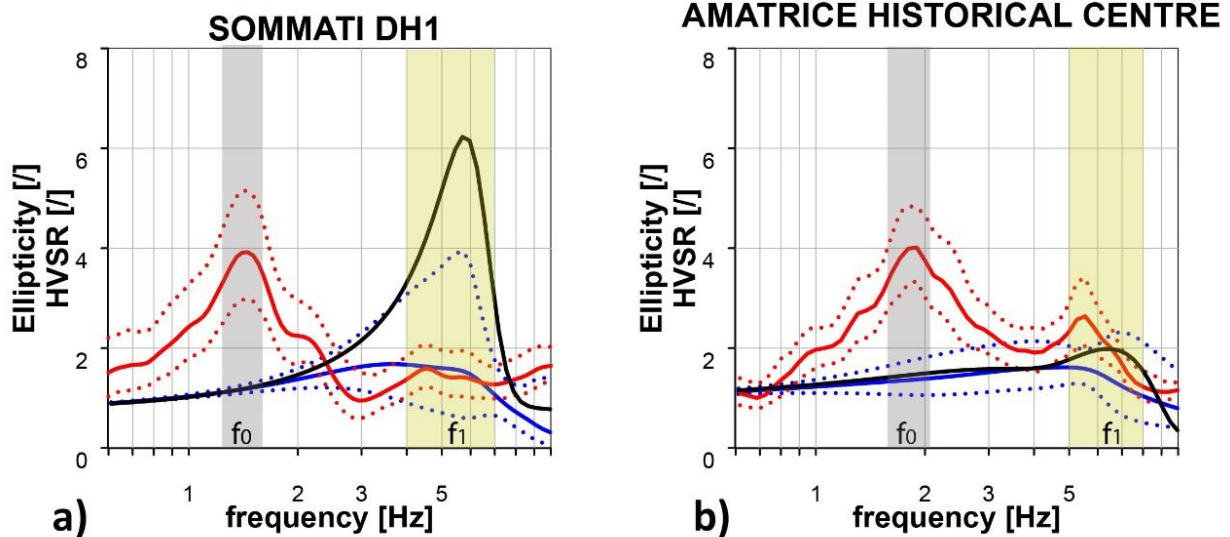 SOMMATI DH1
8
6
4
2
0
Ellipticity [/]
HVSR [/]
f0
f1
1
2
3
5
frequency [Hz]
a)
AMATRICE HISTORICAL CENTRE
8
6
4
2
0
Ellipticity [/]
HVSR [/]
f0
f1
1
2
3
5
frequency [Hz]
b)